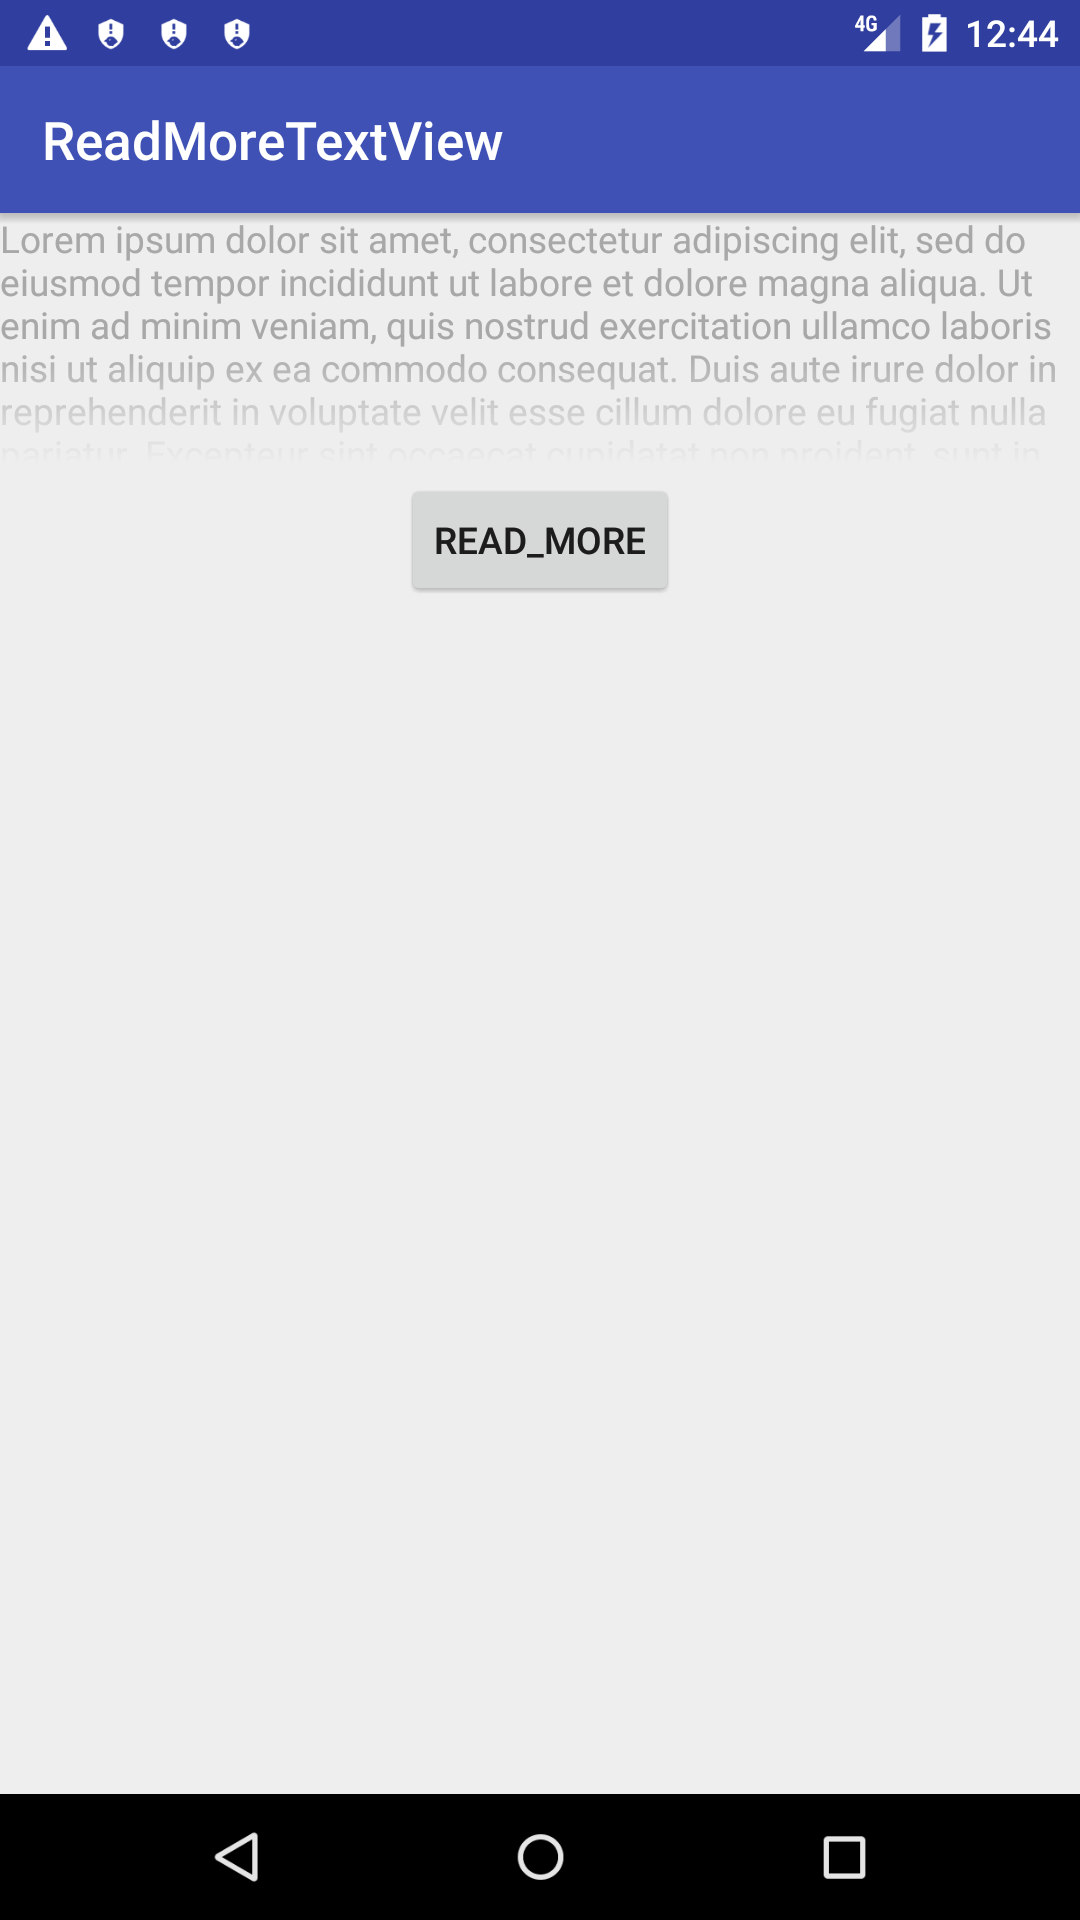 4G 12:44
ReadMoreTextView
Lorem ipsum dolor sit amet, consectetur adipiscing elit, sed do
eiusmod tempor incididunt ut labore et dolore magna aliqua. Ut
enim ad minim veniam, quis nostrud exercitation ullamco laboris
nisi ut aliquip ex ea commodo consequat. Duis aute irure dolor in
reprehenderit in voluptate velit esse cillum dolore eu fugiat nulla
pariatur. Excepteur sint occaecat cupidatat non proident, sunt in
READ_MORE